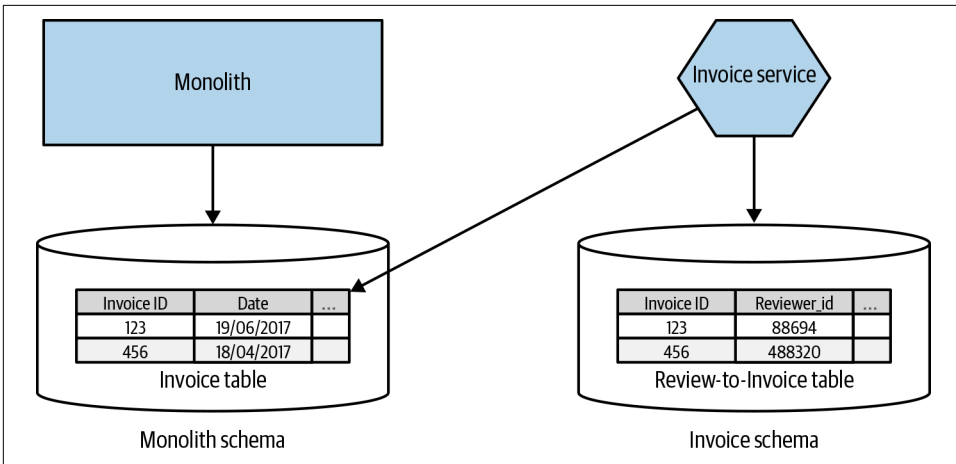 Monolith
Invoice service
Invoice ID Date ...
123 19/06/2017
456 18/04/2017
Invoice table
Invoice ID Reviewer_id ...
123 88694
456 488320
Review-to-Invoice table
Monolith schema
Invoice schema